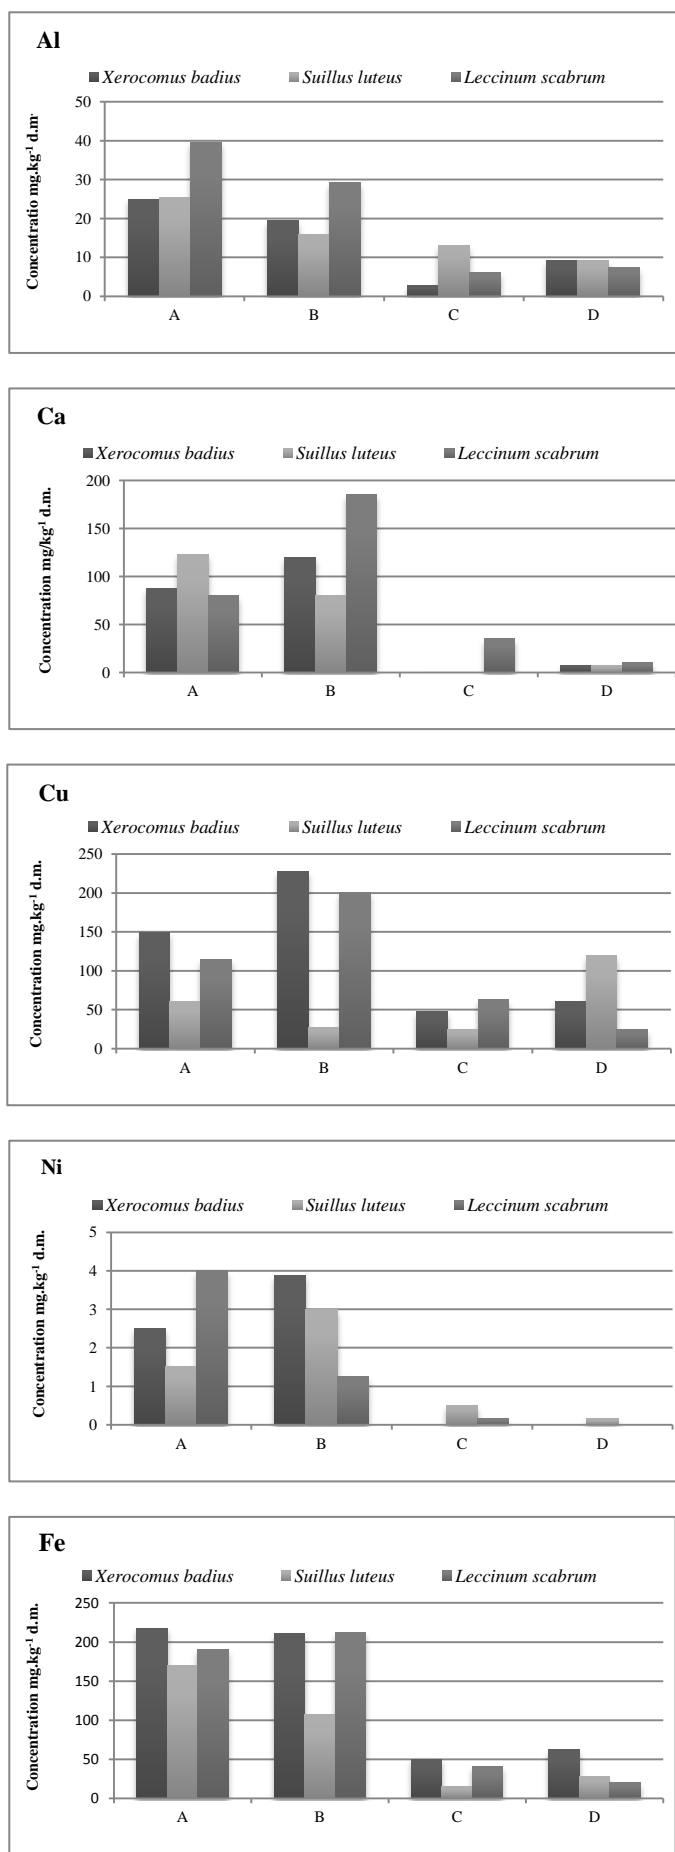 Al
Xerocomus badius Suillus luteus Leccinum scabrum
Concentratio mg.kg-1 d.m
50
40
30
20
10
0
A B C D
Ca
Xerocomus badius Suillus luteus Leccinum scabrum
Concentration mg/kg-1 d.m.
200
150
100
50
0
A B C D
Cu
Xerocomus badius Suillus luteus Leccinum scabrum
Concentration mg.kg-1 d.m.
250
200
150
100
50
0
A B C D
Ni
Xerocomus badius Suillus luteus Leccinum scabrum
Concentration mg.kg-1 d.m.
5
4
3
2
1
0
A B C D
Fe
Xerocomus badius Suillus luteus Leccinum scabrum
Concentration mg.kg-1 d.m.
250
200
150
100
50
0
A B C D